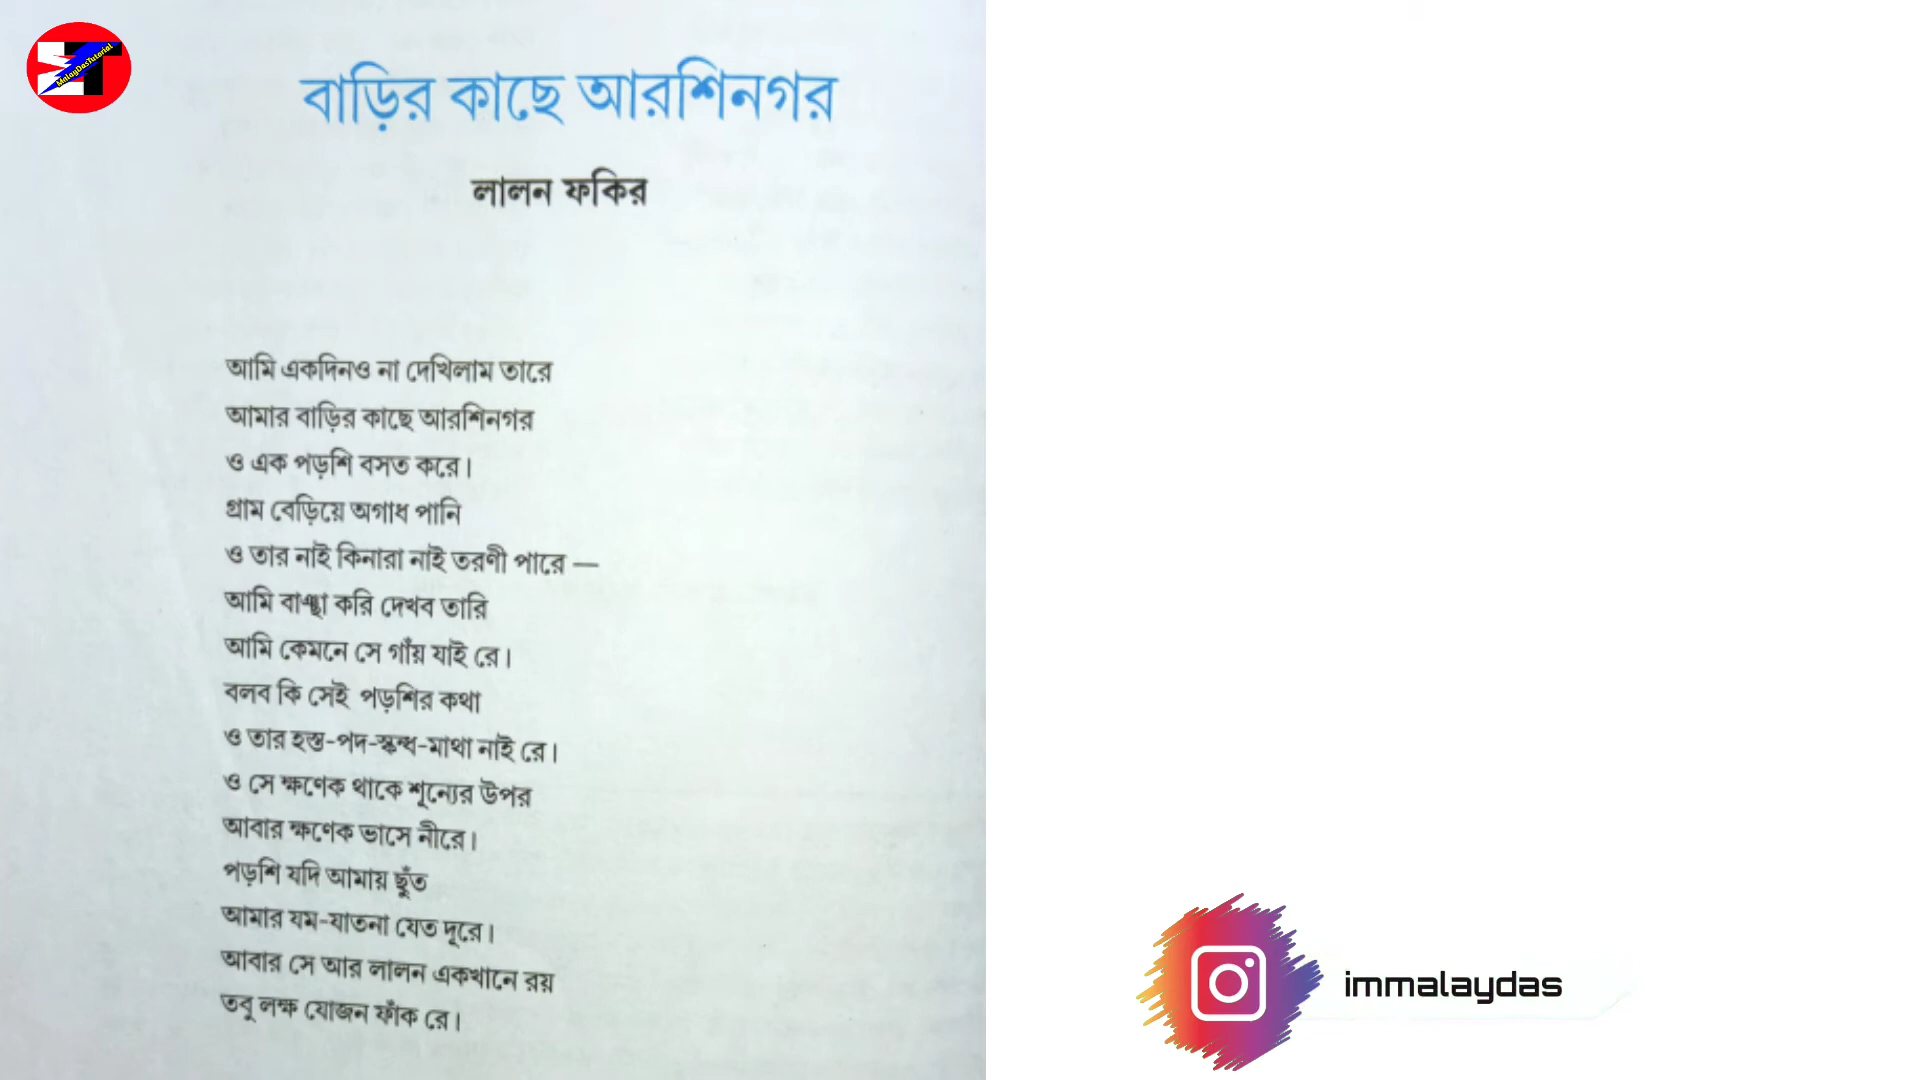 MalayDasTutorial
বাড়ির কাছে আরশিনগর
লালন ফকির
আমি একদিনও না দেখিলাম তারে
আমার বাড়ির কাছে আরশিনগর
ও এক পড়শি বসত করে।
গ্রাম বেড়িয়ে অগাধ পানি
ও তার নাই কিনারা নাই তরণী পারে —
আমি বাঞ্ছা করি দেখব তারি
আমি কেমনে সে গাঁয় যাই রে।
বলব কি সেই পড়শির কথা
ও তার হস্ত-পদ-স্কন্ধ-মাথা নাই রে।
ও সে ক্ষণেক থাকে শূন্যের উপর
আবার ক্ষণেক ভাসে নীরে।
পড়শি যদি আমায় ছুঁত
আমার যম-যাতনা যেত দূরে।
আবার সে আর লালন একখানে রয়
তবু লক্ষ যোজন ফাঁক রে।
immalaydas